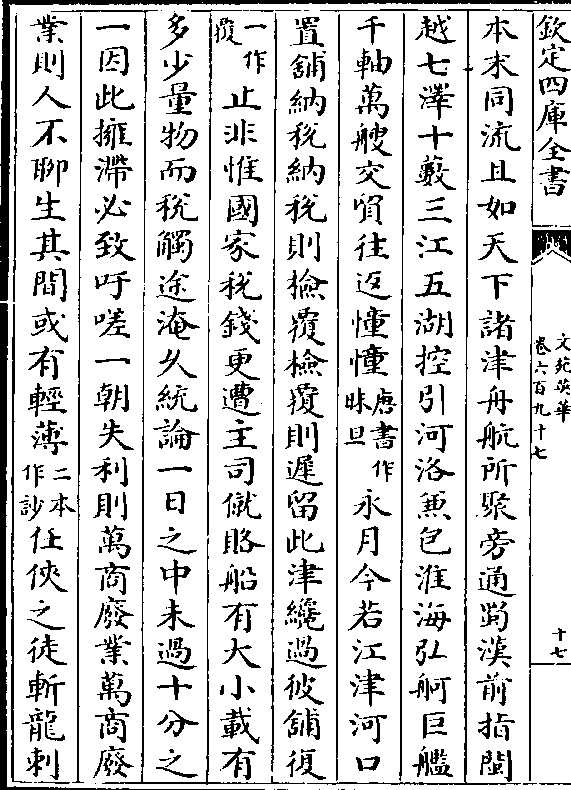 欽定四庫全書
文苑英華
卷六百九十七
十七
本末同流且如天下諸津舟航所聚旁通蜀漢前指閩
越七澤十藪三江五湖控引河洛兼包淮海弘舸巨艦
千軸萬艘交貿往返憧憧唐書作昧旦永月今若江津河口
置鋪納稅納稅則檢覆檢覆則遲留此津纔過彼鋪復
一作覆止非惟國家稅錢更遭主司僦賂船有大小載有
多少量物而稅觸途淹久統論一日之中未過十分之
一因此擁滯必致吁嗟一朝失利則萬商廢業萬商廢
業則人不聊生其間或有輕薄二本作訬任俠之徒斬龍刺